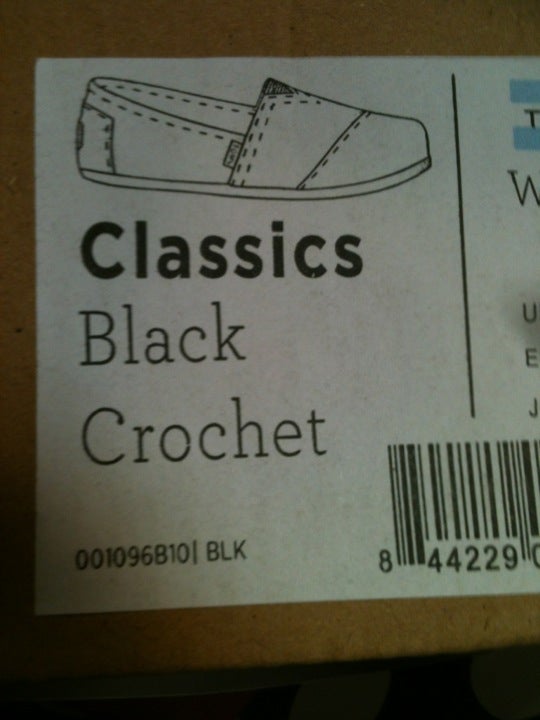 Classics
Black
Crochet
001096B10| BLK
8 44229
T
W
U
E
J